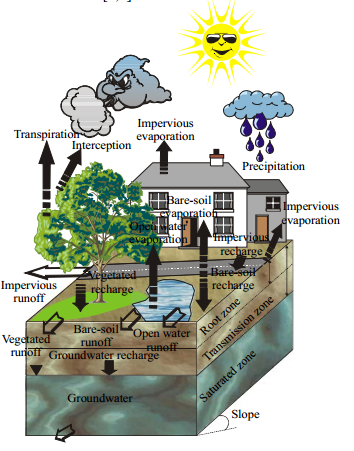 Transpiration
Interception
Impervious
evaporation
Precipitation
Bare-soil
evaporation
Open water
evaporation
Impervious
evaporation
Impervious
recharge
Bare-soil
recharge
Vegetated
recharge
Impervious
runoff
Vegetated
runoff
Bare-soil
runoff
Open water
runoff
Root zone
Transmission zone
Groundwater recharge
Saturated zone
Groundwater
Slope